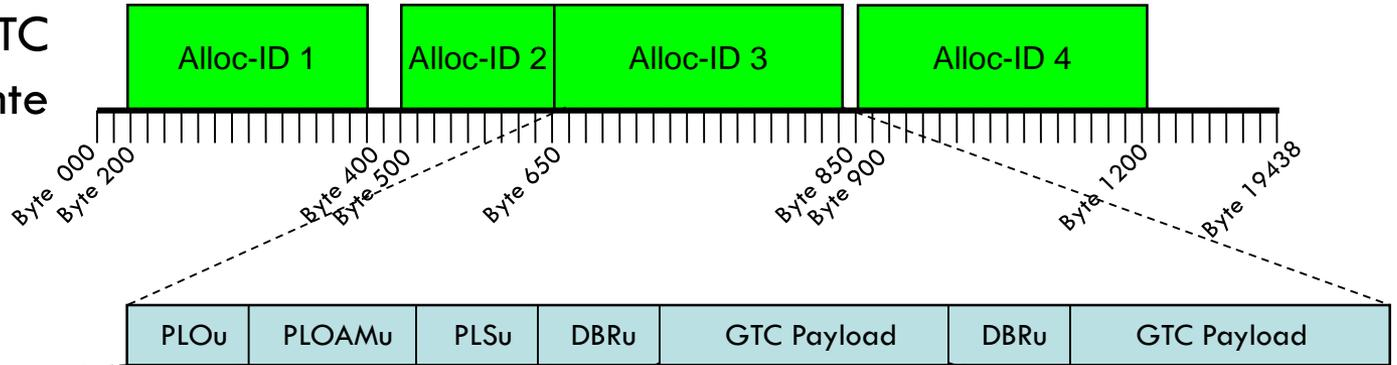 TC
nte
Alloc-ID 1 Alloc-ID 2 Alloc-ID 3 Alloc-ID 4
Byte 000 Byte 200 Byte 400 Byte 500 Byte 650 Byte 850 Byte 900 Byte 1200 Byte 19438
PLOu PLOAMu PLSu DBRu GTC Payload DBRu GTC Payload